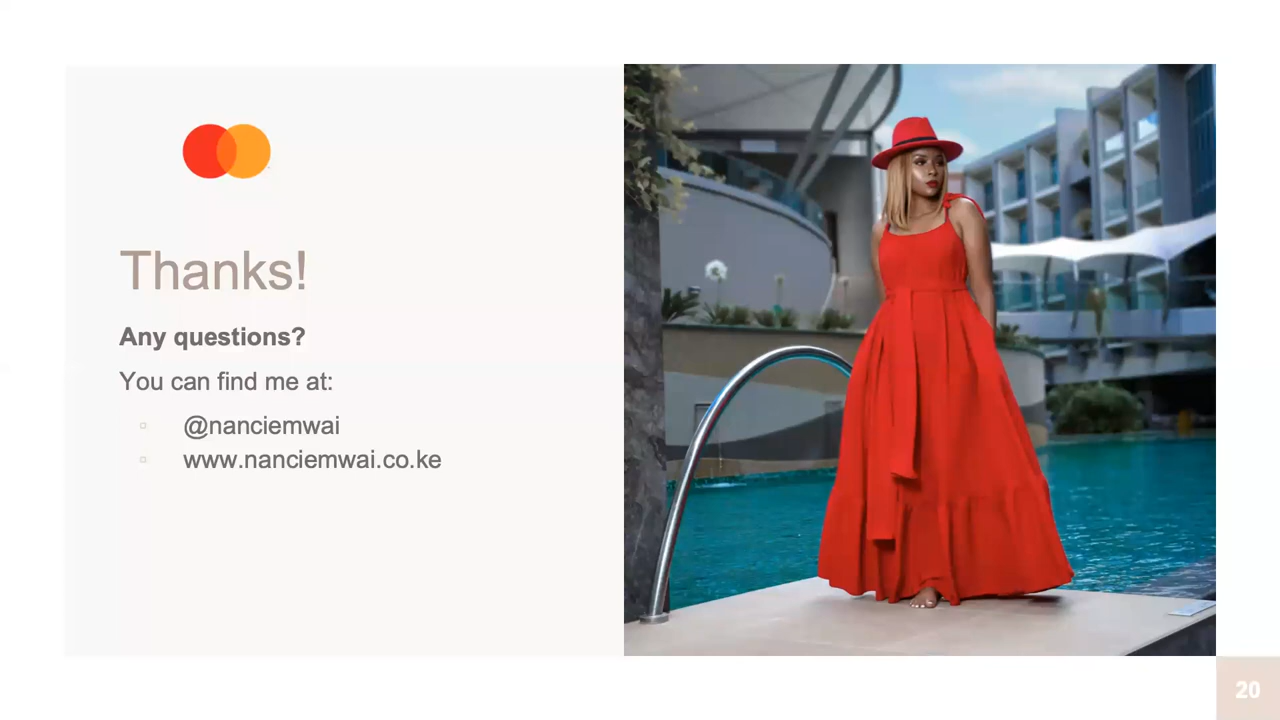 Thanks!
Any questions?
You can find me at:
@nanciemwai
www.nanciemwai.co.ke
20